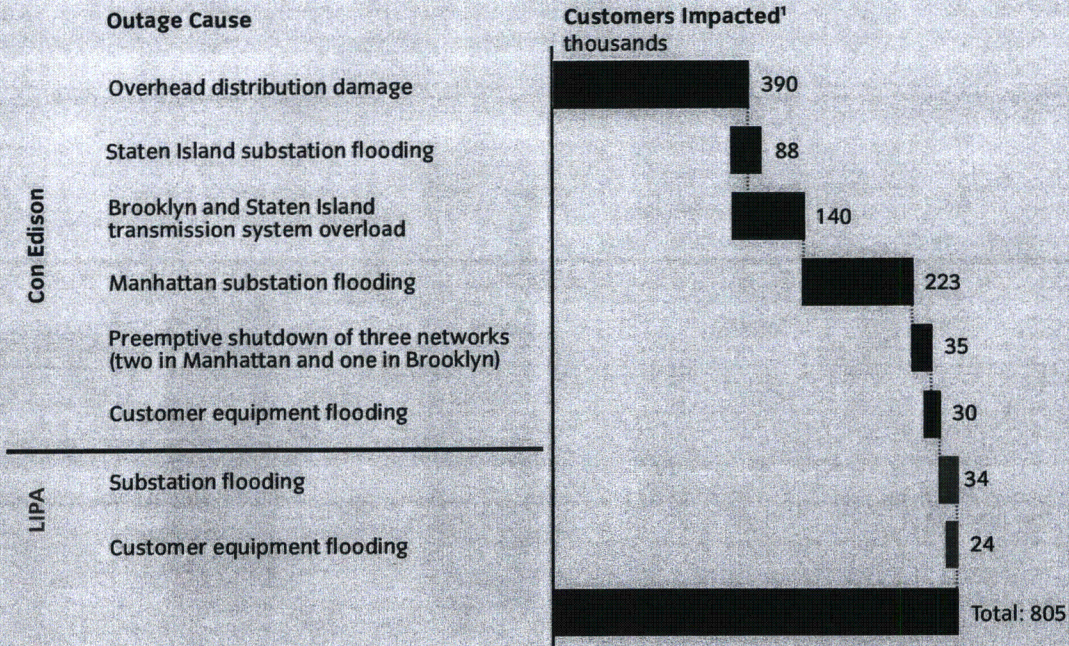 Outage Cause
Customers Impacted¹
thousands
Overhead distribution damage
390
Staten Island substation flooding
88
Con Edison
Brooklyn and Staten Island
transmission system overload
140
Manhattan substation flooding
223
Preemptive shutdown of three networks
(two in Manhattan and one in Brooklyn)
35
Customer equipment flooding
30
LIPA
Substation flooding
34
Customer equipment flooding
24
Total: 805